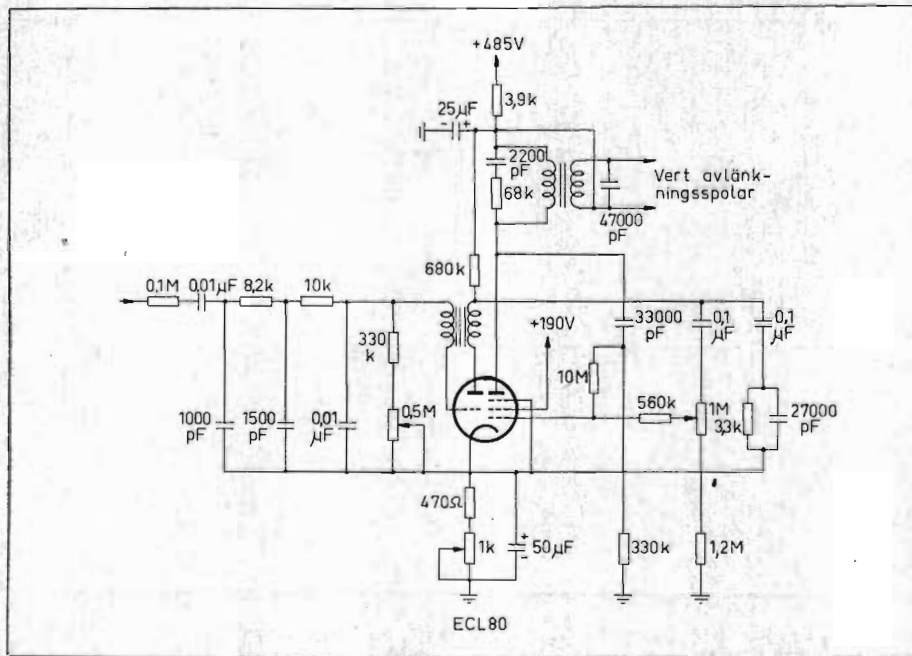 +485V
3,9k
25µF
- +
2200
pF
68k
Vert avlänk-
ningsspolar
47000
pF
680k
0,1M
0,01µF
8,2k
10k
+190V
330
k
33000
pF
0,1
µF
0,1
µF
10M
0,5M
560k
1M
3,3k
27000
pF
1000
pF
1500
pF
0,01
µF
470Ω
1k
+
-
50µF
330k
1,2M
ECL80